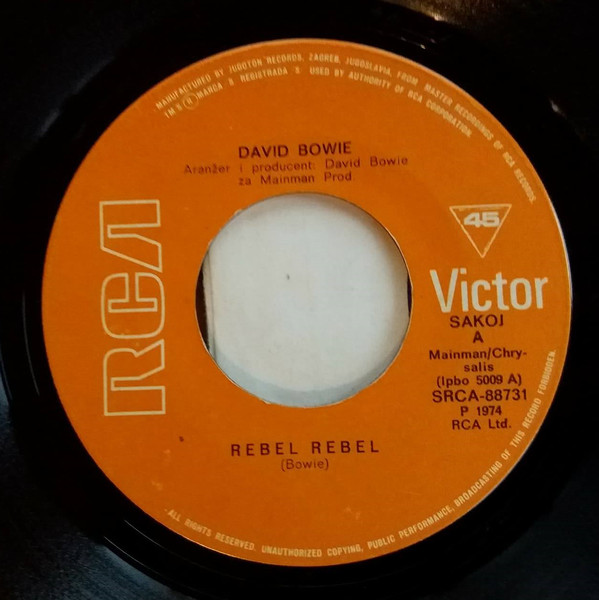 MANUFACTURED BY JUGOTON RECORDS, ZAGREB, JUGOSLAVIA, FROM MASTER RECORDINGS OF RCA RECORDS.
TM S ® MARCA S REGISTRADA S USED BY AUTHORITY OF RCA CORPORATION.
DAVID BOWIE
Aranžer i producent: David Bowie
za Mainman Prod
45
RCA
Victor
SAKOJ
A
Mainman/Chry-
salis
(lpbo 5009 A)
SRCA-88731
P 1974
RCA Ltd.
REBEL REBEL
(Bowie)
ALL RIGHTS RESERVED. UNAUTHORIZED COPYING, PUBLIC PERFORMANCE, BROADCASTING OF THIS RECORD FORBIDDEN.